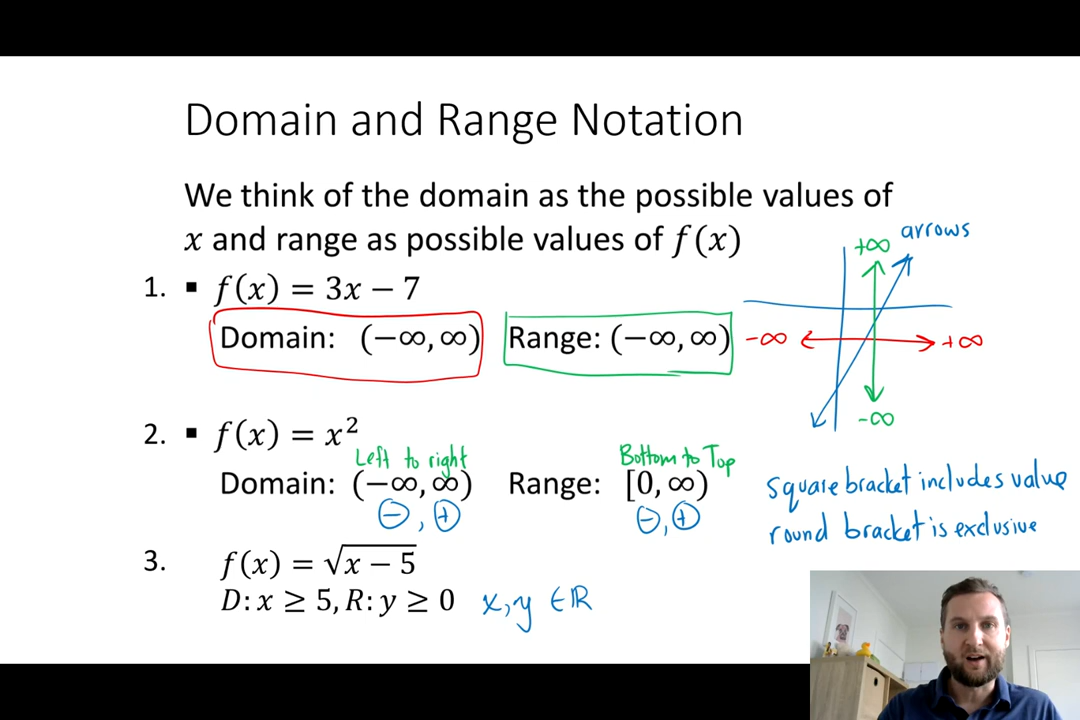 Domain and Range Notation
We think of the domain as the possible values of
x and range as possible values of f(x)
arrows
+∞
1. ▪ f(x) = 3x − 7
Domain: (−∞, ∞) Range: (−∞, ∞)
-∞ +∞
-∞
2. ▪ f(x) = x²
Left to right Bottom to Top
Domain: (−∞, ∞) Range: [0, ∞)
−, + −, +
square bracket includes value
round bracket is exclusive
3. f(x) = √(x − 5)
D: x ≥ 5, R: y ≥ 0 x, y ∈ ℝ